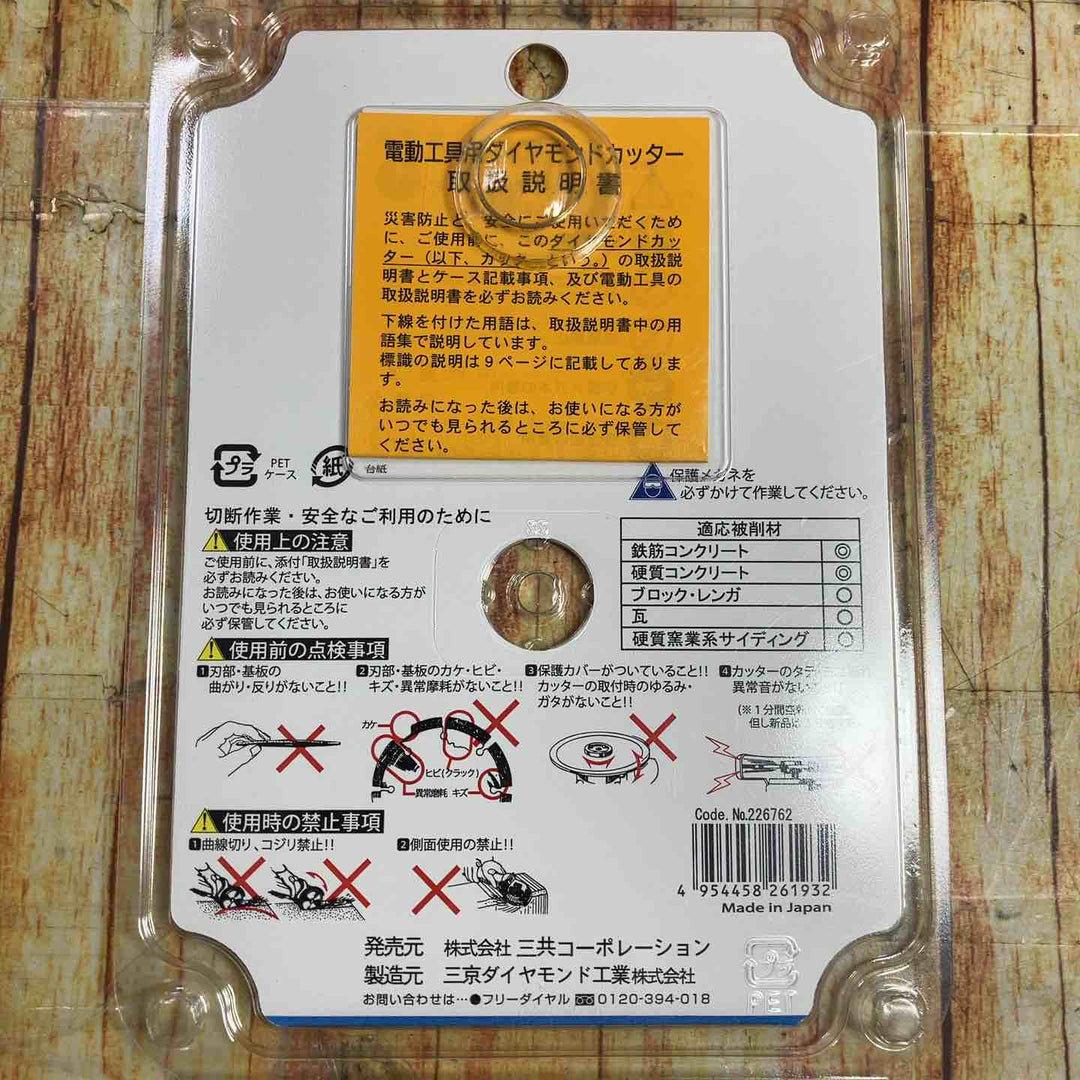 電動工具用ダイヤモンドカッター
取扱説明書
災害防止と、安全にご使用いただくため
に、ご使用前に、このダイヤモンドカッ
ター（以下、カッターという。）の取扱説
明書とケース記載事項、及び電動工具の
取扱説明書を必ずお読みください。
下線を付けた用語は、取扱説明書中の用
語集で説明しています。
標識の説明は9ページに記載してありま
す。
お読みになった後は、お使いになる方が
いつでも見られるところに必ず保管して
ください。
プラ PET
ケース
紙 台紙
保護メガネを
必ずかけて作業してください。
切断作業・安全なご利用のために
使用上の注意
ご使用前に、添付「取扱説明書」を
必ずお読みください。
お読みになった後は、お使いになる方が
いつでも見られるところに
必ず保管してください。
適応被削材
鉄筋コンクリート ◎
硬質コンクリート ◎
ブロック・レンガ ○
瓦 ○
硬質窯業系サイディング ○
使用前の点検事項
1 刃部・基板の
曲がり・反りがないこと!!
2 刃部・基板のカケ・ヒビ・
キズ・異常摩耗がないこと!!
カケ
ヒビ(クラック)
異常磨耗 キズ
3 保護カバーがついていること!!
カッターの取付時のゆるみ・
ガタがないこと!!
4 カッターのタテ
異常音がない
(※1分間空
但し新品に
使用時の禁止事項
1 曲線切り、コジリ禁止!!
2 側面使用の禁止!!
Code. No.226762
4 954458 261932
Made in Japan
発売元 株式会社 三共コーポレーション
製造元 三京ダイヤモンド工業株式会社
お問い合わせは…●フリーダイヤル 0120-394-018
プラ
PET